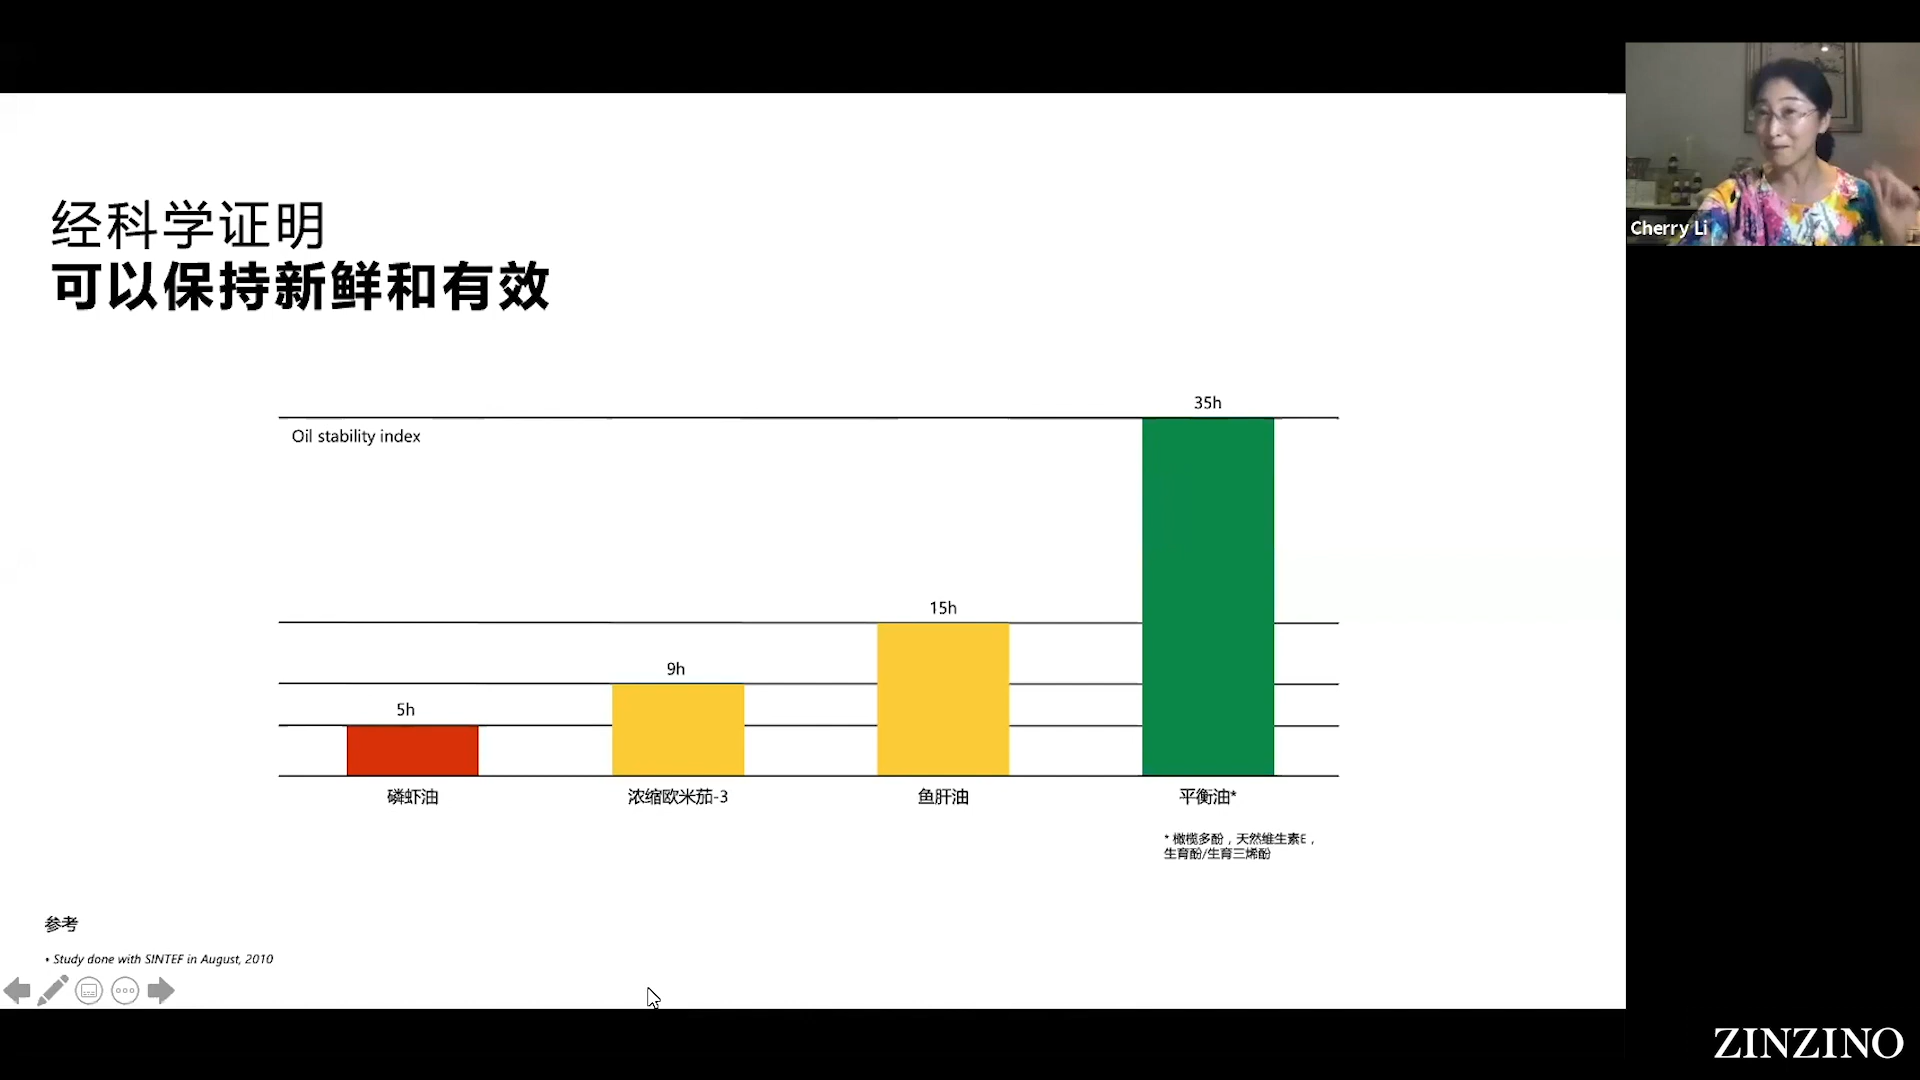 经科学证明
可以保持新鲜和有效
Oil stability index
5h
9h
15h
35h
磷虾油
浓缩欧米茄-3
鱼肝油
平衡油*
* 橄榄多酚，天然维生素E，
生育酚/生育三烯酚
参考
• Study done with SINTEF in August, 2010
Cherry Li
ZINZINO